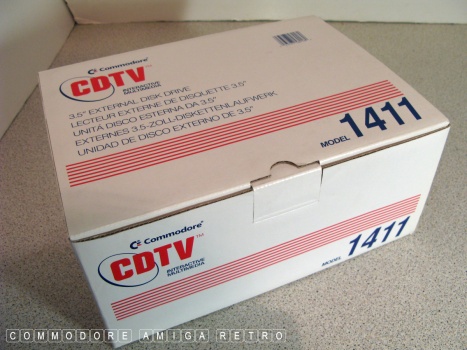 Commodore®
CDTV™
INTERACTIVE
MULTIMEDIA
3.5" EXTERNAL DISK DRIVE
LECTEUR EXTERNE DE DISQUETTE 3.5"
UNITÀ DISCO ESTERNA DA 3.5"
EXTERNES 3.5-ZOLL-DISKETTENLAUFWERK
UNIDAD DE DISCO EXTERNO DE 3.5"
MODEL 1411
Commodore®
CDTV™
INTERACTIVE
MULTIMEDIA
MODEL 1411
COMMODORE AMIGA RETRO